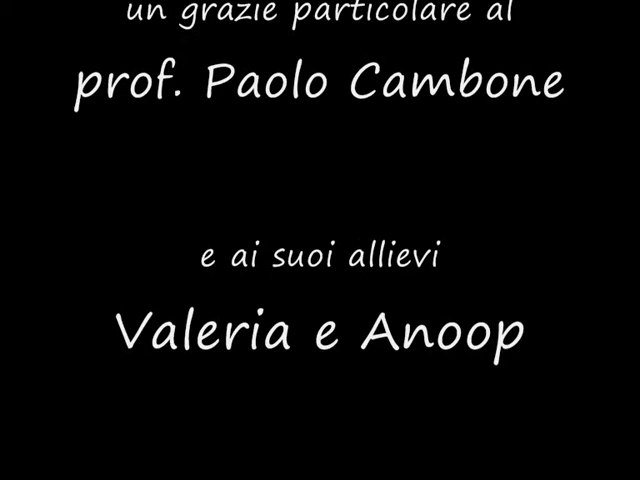 un grazie particolare al
prof. Paolo Cambone
e ai suoi allievi
Valeria e Anoop